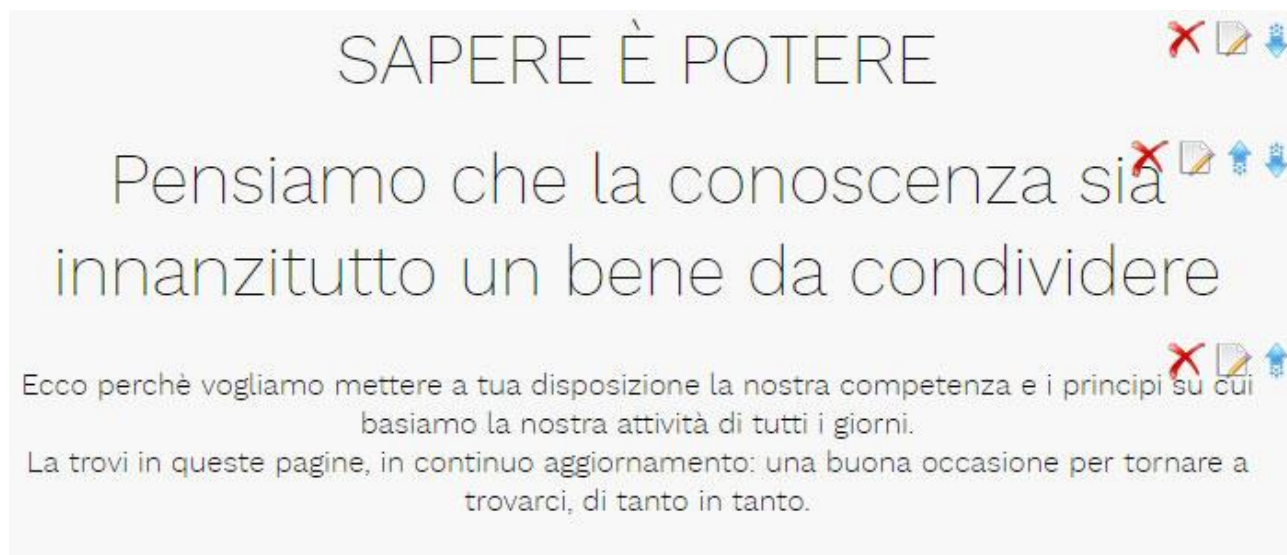 SAPERE È POTERE
Pensiamo che la conoscenza sia
innanzitutto un bene da condividere
Ecco perchè vogliamo mettere a tua disposizione la nostra competenza e i principi su cui
basiamo la nostra attività di tutti i giorni.
La trovi in queste pagine, in continuo aggiornamento: una buona occasione per tornare a
trovarci, di tanto in tanto.